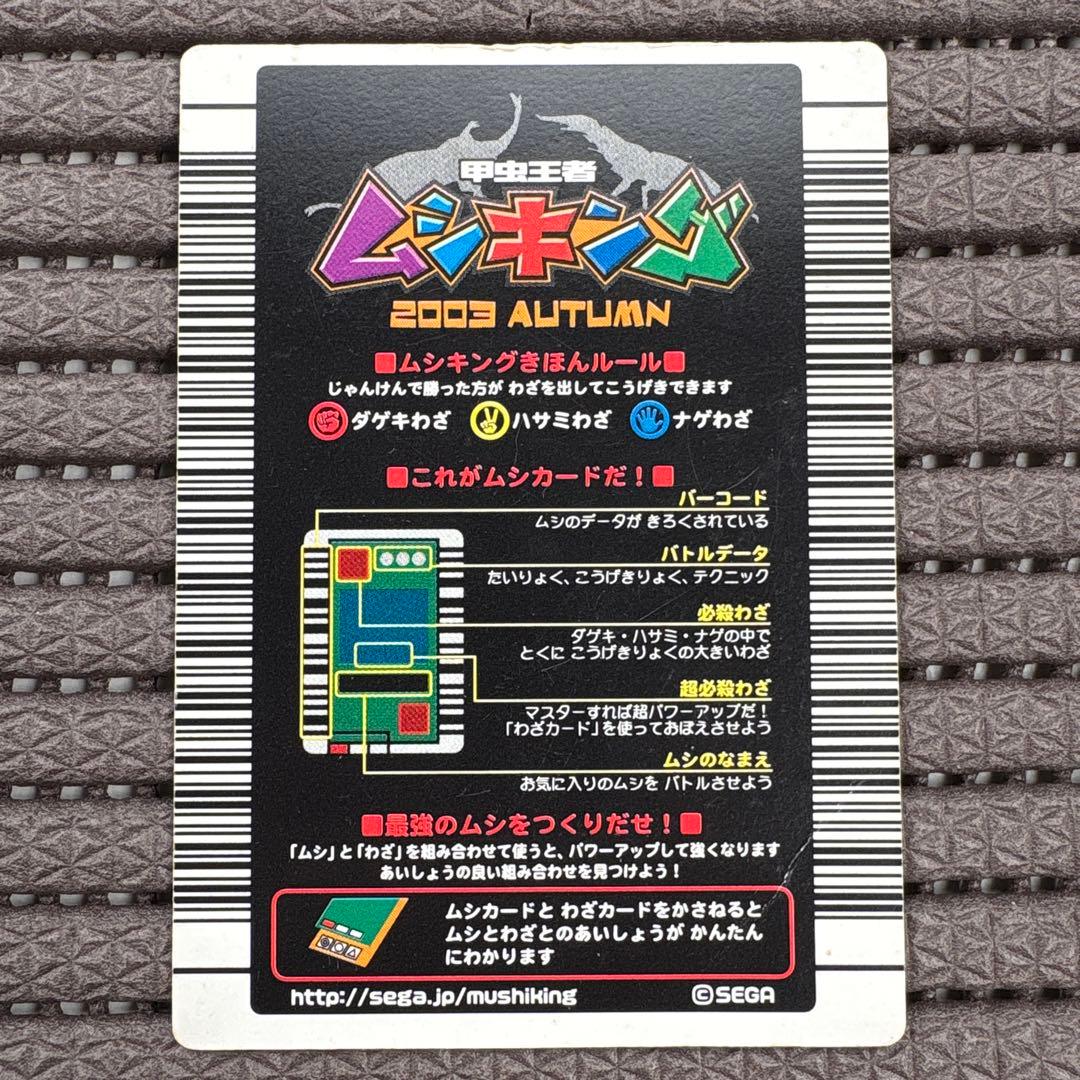 甲虫王者
ムシキング
2003 AUTUMN
■ムシキングきほんルール■
じゃんけんで勝った方が わざを出してこうげきできます
ダゲキわざ ハサミわざ ナゲわざ
■これがムシカードだ！■
バーコード
ムシのデータが きろくされている
バトルデータ
たいりょく、こうげきりょく、テクニック
必殺わざ
ダゲキ・ハサミ・ナゲの中で
とくに こうげきりょくの大きいわざ
超必殺わざ
マスターすれば超パワーアップだ！
「わざカード」を使っておぼえさせよう
ムシのなまえ
お気に入りのムシを バトルさせよう
■最強のムシをつくりだせ！■
「ムシ」と「わざ」を組み合わせて使うと、パワーアップして強くなります
あいしょうの良い組み合わせを見つけよう！
ムシカードと わざカードをかさねると
ムシとわざとのあいしょうが かんたん
にわかります
http://sega.jp/mushiking ©SEGA